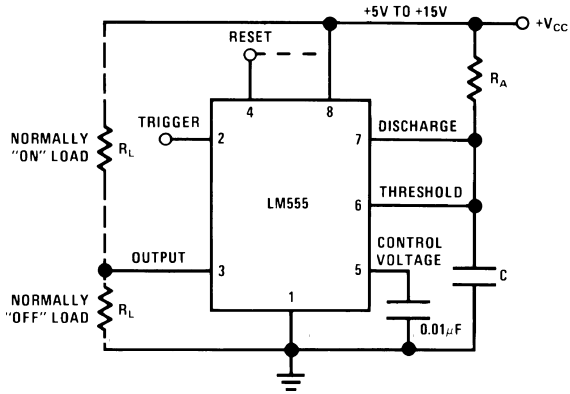 +5V TO +15V
+VCC
RESET
RA
4
8
TRIGGER
2
7
DISCHARGE
NORMALLY
"ON" LOAD
RL
LM555
6
THRESHOLD
CONTROL
VOLTAGE
OUTPUT
3
5
C
NORMALLY
"OFF" LOAD
RL
1
0.01μF